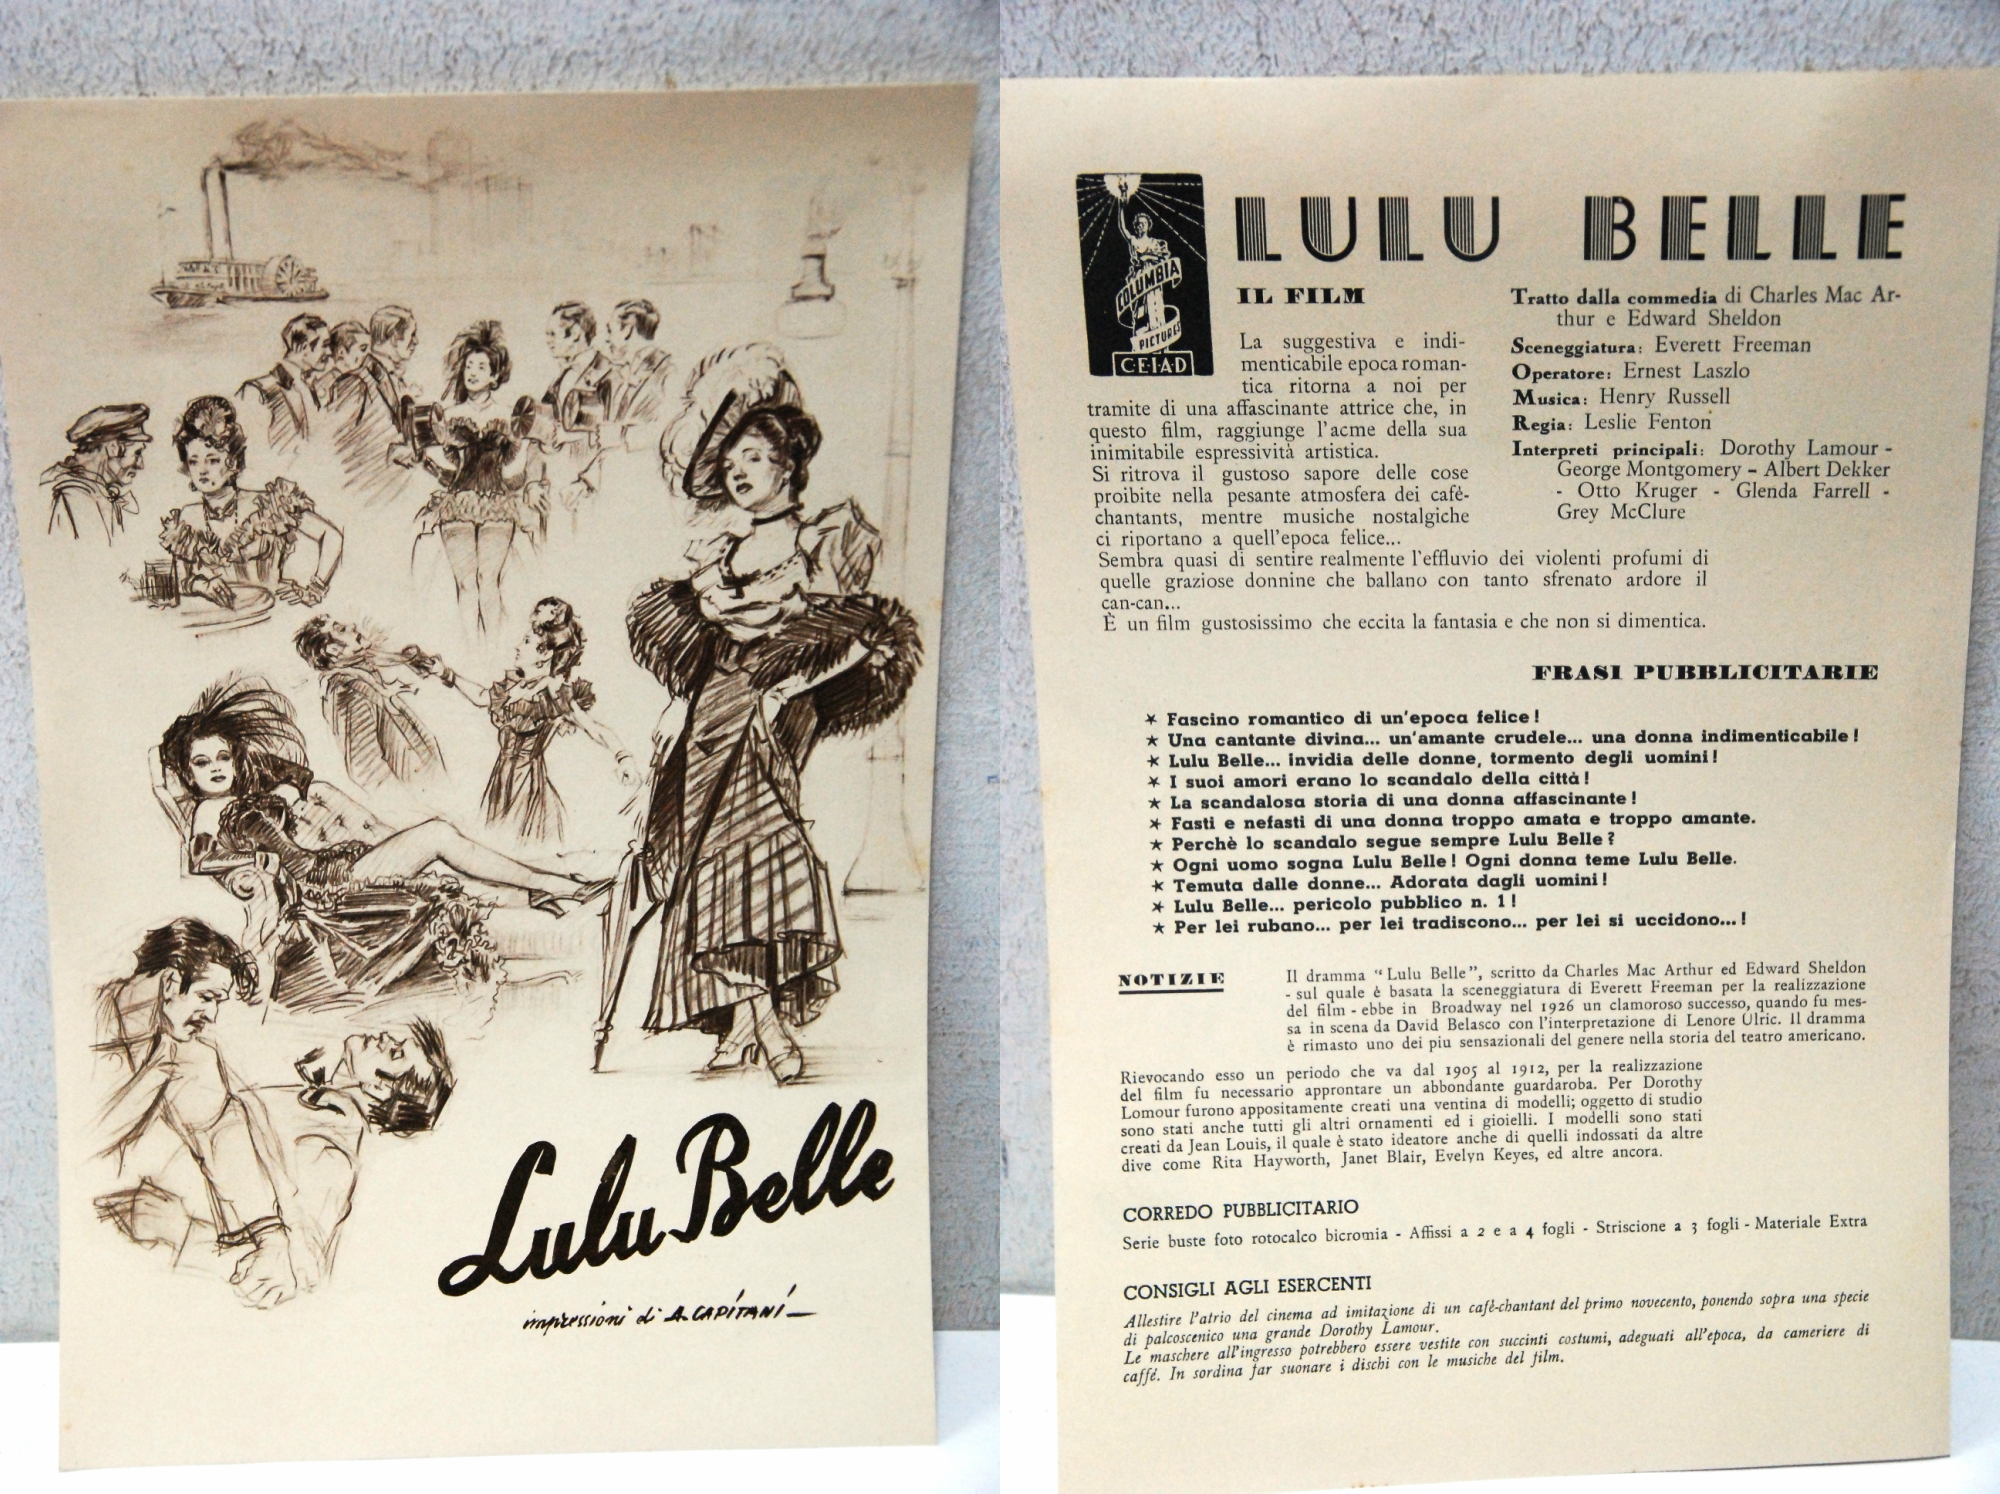 Lulu Belle
impressioni di A. CAPITANI
COLUMBIA
PICTURES
C.E.I.A.D
LULU BELLE
IL FILM
La suggestiva e indi-
menticabile epoca roman-
tica ritorna a noi per
tramite di una affascinante attrice che, in
questo film, raggiunge l'acme della sua
inimitabile espressività artistica.
Si ritrova il gustoso sapore delle cose
proibite nella pesante atmosfera dei café-
chantants, mentre musiche nostalgiche
ci riportano a quell'epoca felice...
Sembra quasi di sentire realmente l'effluvio dei violenti profumi di
quelle graziose donnine che ballano con tanto sfrenato ardore il
can-can...
È un film gustosissimo che eccita la fantasia e che non si dimentica.
Tratto dalla commedia di Charles Mac Ar-
thur e Edward Sheldon
Sceneggiatura: Everett Freeman
Operatore: Ernest Laszlo
Musica: Henry Russell
Regia: Leslie Fenton
Interpreti principali: Dorothy Lamour -
George Montgomery - Albert Dekker
- Otto Kruger - Glenda Farrell -
Grey McClure
FRASI PUBBLICITARIE
★ Fascino romantico di un'epoca felice!
★ Una cantante divina... un'amante crudele... una donna indimenticabile!
★ Lulu Belle... invidia delle donne, tormento degli uomini!
★ I suoi amori erano lo scandalo della città!
★ La scandalosa storia di una donna affascinante!
★ Fasti e nefasti di una donna troppo amata e troppo amante.
★ Perchè lo scandalo segue sempre Lulu Belle?
★ Ogni uomo sogna Lulu Belle! Ogni donna teme Lulu Belle.
★ Temuta dalle donne... Adorata dagli uomini!
★ Lulu Belle... pericolo pubblico n. 1!
★ Per lei rubano... per lei tradiscono... per lei si uccidono...!
NOTIZIE
Il dramma "Lulu Belle", scritto da Charles Mac Arthur ed Edward Sheldon
- sul quale è basata la sceneggiatura di Everett Freeman per la realizzazione
del film - ebbe in Broadway nel 1926 un clamoroso successo, quando fu mes-
sa in scena da David Belasco con l'interpretazione di Lenore Ulric. Il dramma
è rimasto uno dei piu sensazionali del genere nella storia del teatro americano.
Rievocando esso un periodo che va dal 1905 al 1912, per la realizzazione
del film fu necessario approntare un abbondante guardaroba. Per Dorothy
Lomour furono appositamente creati una ventina di modelli; oggetto di studio
sono stati anche tutti gli altri ornamenti ed i gioielli. I modelli sono stati
creati da Jean Louis, il quale è stato ideatore anche di quelli indossati da altre
dive come Rita Hayworth, Janet Blair, Evelyn Keyes, ed altre ancora.
CORREDO PUBBLICITARIO
Serie buste foto rotocalco bicromia - Affissi a 2 e a 4 fogli - Striscione a 3 fogli - Materiale Extra
CONSIGLI AGLI ESERCENTI
Allestire l'atrio del cinema ad imitazione di un café-chantant del primo novecento, ponendo sopra una specie
di palcoscenico una grande Dorothy Lamour.
Le maschere all'ingresso potrebbero essere vestite con succinti costumi, adeguati all'epoca, da cameriere di
caffé. In sordina far suonare i dischi con le musiche del film.